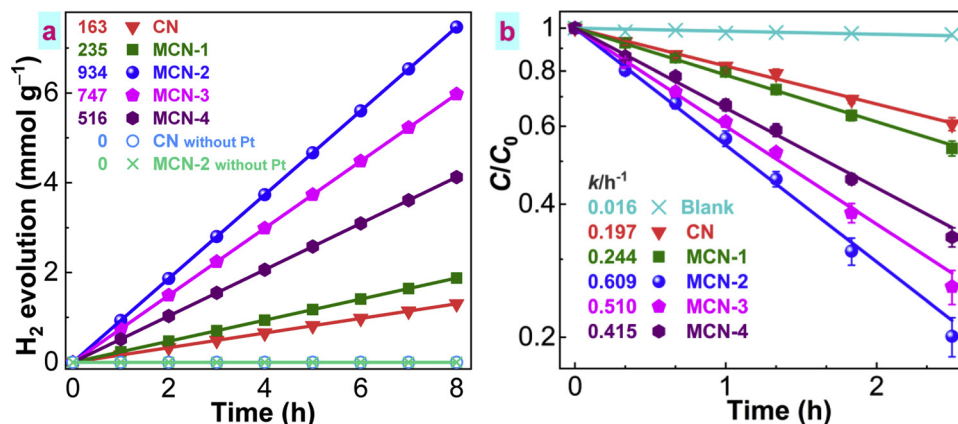 a
163 CN
235 MCN-1
934 MCN-2
747 MCN-3
516 MCN-4
0 CN without Pt
0 MCN-2 without Pt
H₂ evolution (mmol g⁻¹)
6
4
2
0
0 2 4 6 8
Time (h)
b
k/h⁻¹
0.016 Blank
0.197 CN
0.244 MCN-1
0.609 MCN-2
0.510 MCN-3
0.415 MCN-4
C/C₀
1
0.8
0.6
0.4
0.2
0 1 2
Time (h)